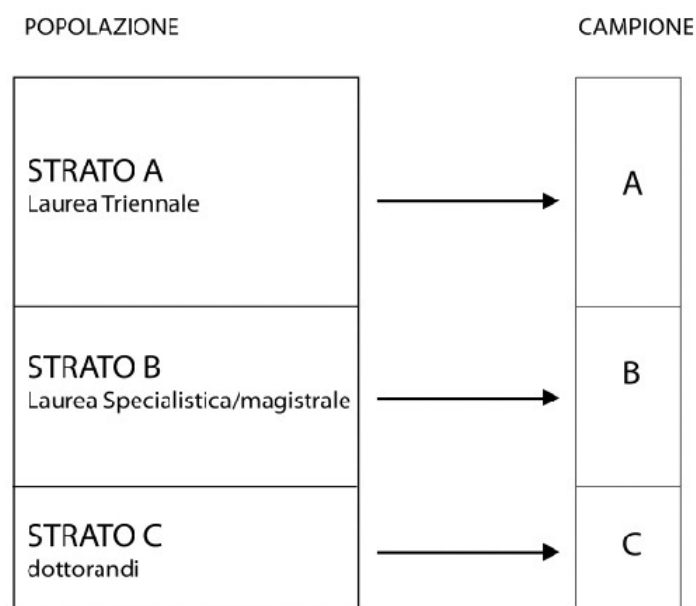 POPOLAZIONE
CAMPIONE
STRATO A
Laurea Triennale
A
STRATO B
Laurea Specialistica/magistrale
B
STRATO C
dottorandi
C